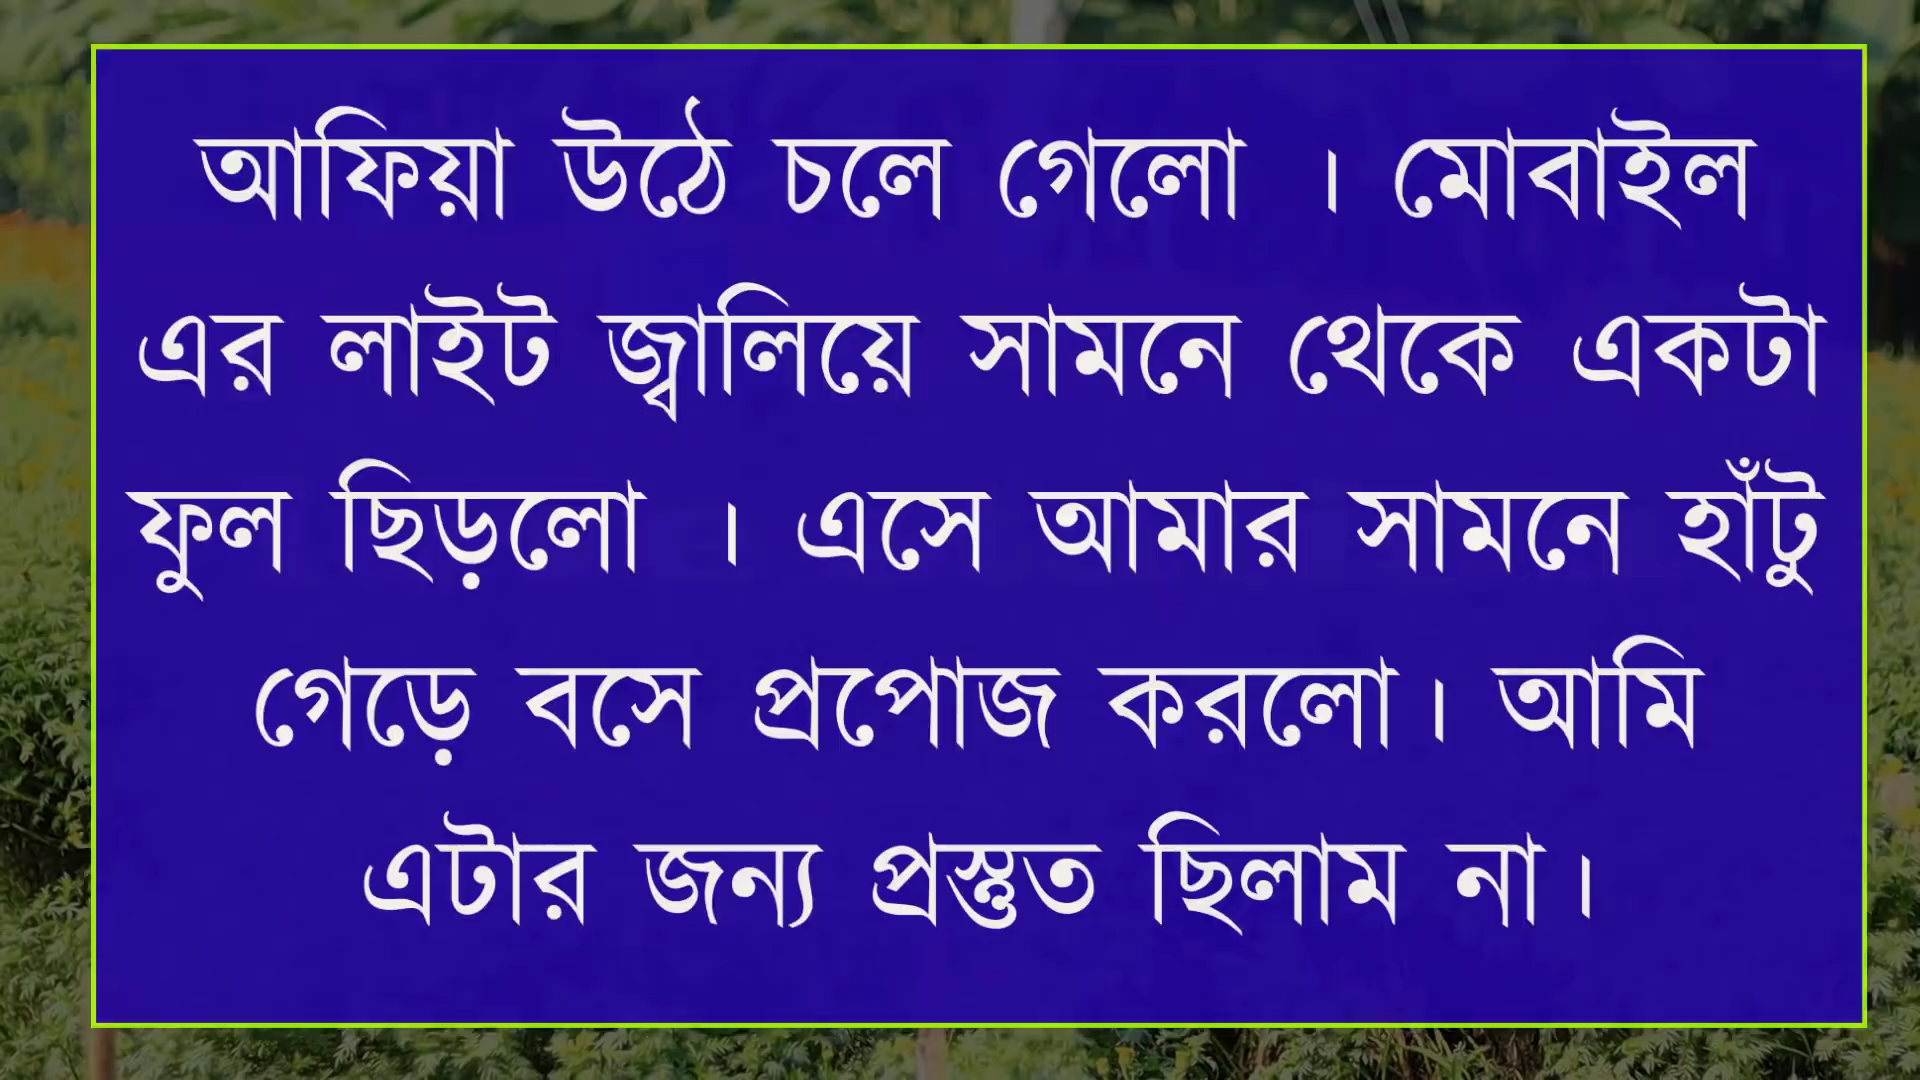 আফিয়া উঠে চলে গেলো । মোবাইল
এর লাইট জ্বালিয়ে সামনে থেকে একটা
ফুল ছিড়লো । এসে আমার সামনে হাঁটু
গেড়ে বসে প্রপোজ করলো। আমি
এটার জন্য প্রস্তুত ছিলাম না।